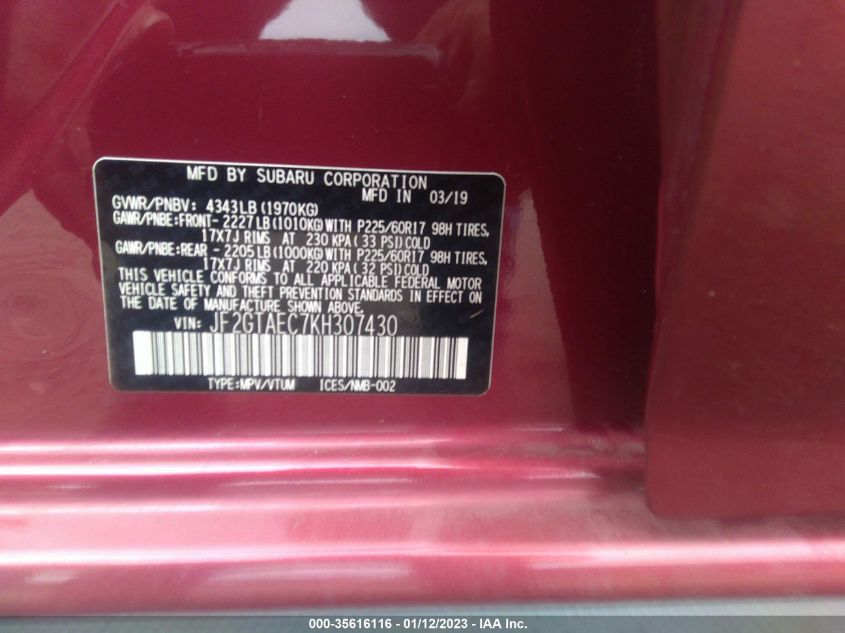 MFD BY SUBARU CORPORATION
MFD IN 03/19
GVWR/PNBV: 4343LB(1970KG)
GAWR/PNBE:FRONT-2227LB(1010KG)WITH P225/60R17 98H TIRES,
17X7J RIMS AT 230 KPA(33 PSI)COLD
GAWR/PNBE:REAR -2205LB(1000KG)WITH P225/60R17 98H TIRES,
17X7J RIMS AT 220 KPA(32 PSI)COLD
THIS VEHICLE CONFORMS TO ALL APPLICABLE FEDERAL MOTOR
VEHICLE SAFETY AND THEFT PREVENTION STANDARDS IN EFFECT ON
THE DATE OF MANUFACTURE SHOWN ABOVE.
VIN: JF2GTAEC7KH307430
TYPE:MPV/VTUM ICES/NMB-002
000-35616116 - 01/12/2023 - IAA Inc.